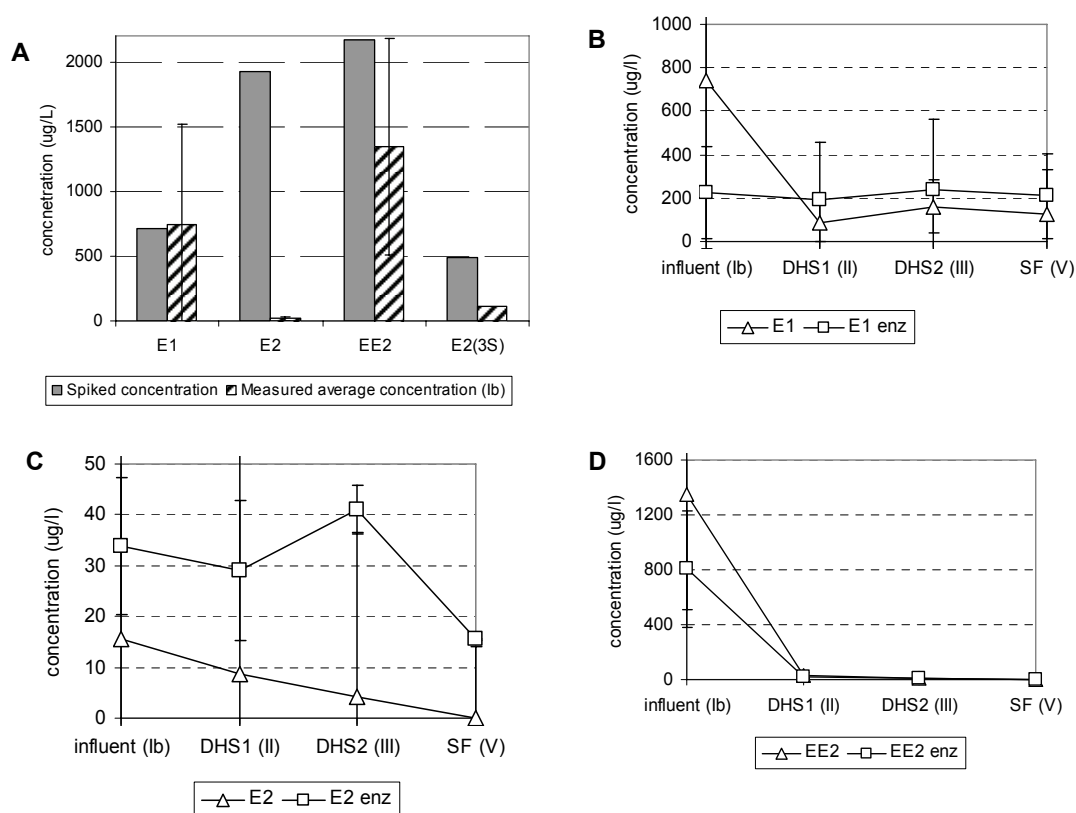 A
concnetration (ug/L)
2000
1500
1000
500
0
E1 E2 EE2 E2(3S)
Spiked concentration Measured average concentration (Ib)
B
concentration (ug/l)
1000
800
600
400
200
0
influent (Ib) DHS1 (II) DHS2 (III) SF (V)
E1 E1 enz
C
concentration (ug/l)
50
40
30
20
10
0
influent (Ib) DHS1 (II) DHS2 (III) SF (V)
E2 E2 enz
D
concentration (ug/l)
1600
1200
800
400
0
influent (Ib) DHS1 (II) DHS2 (III) SF (V)
EE2 EE2 enz